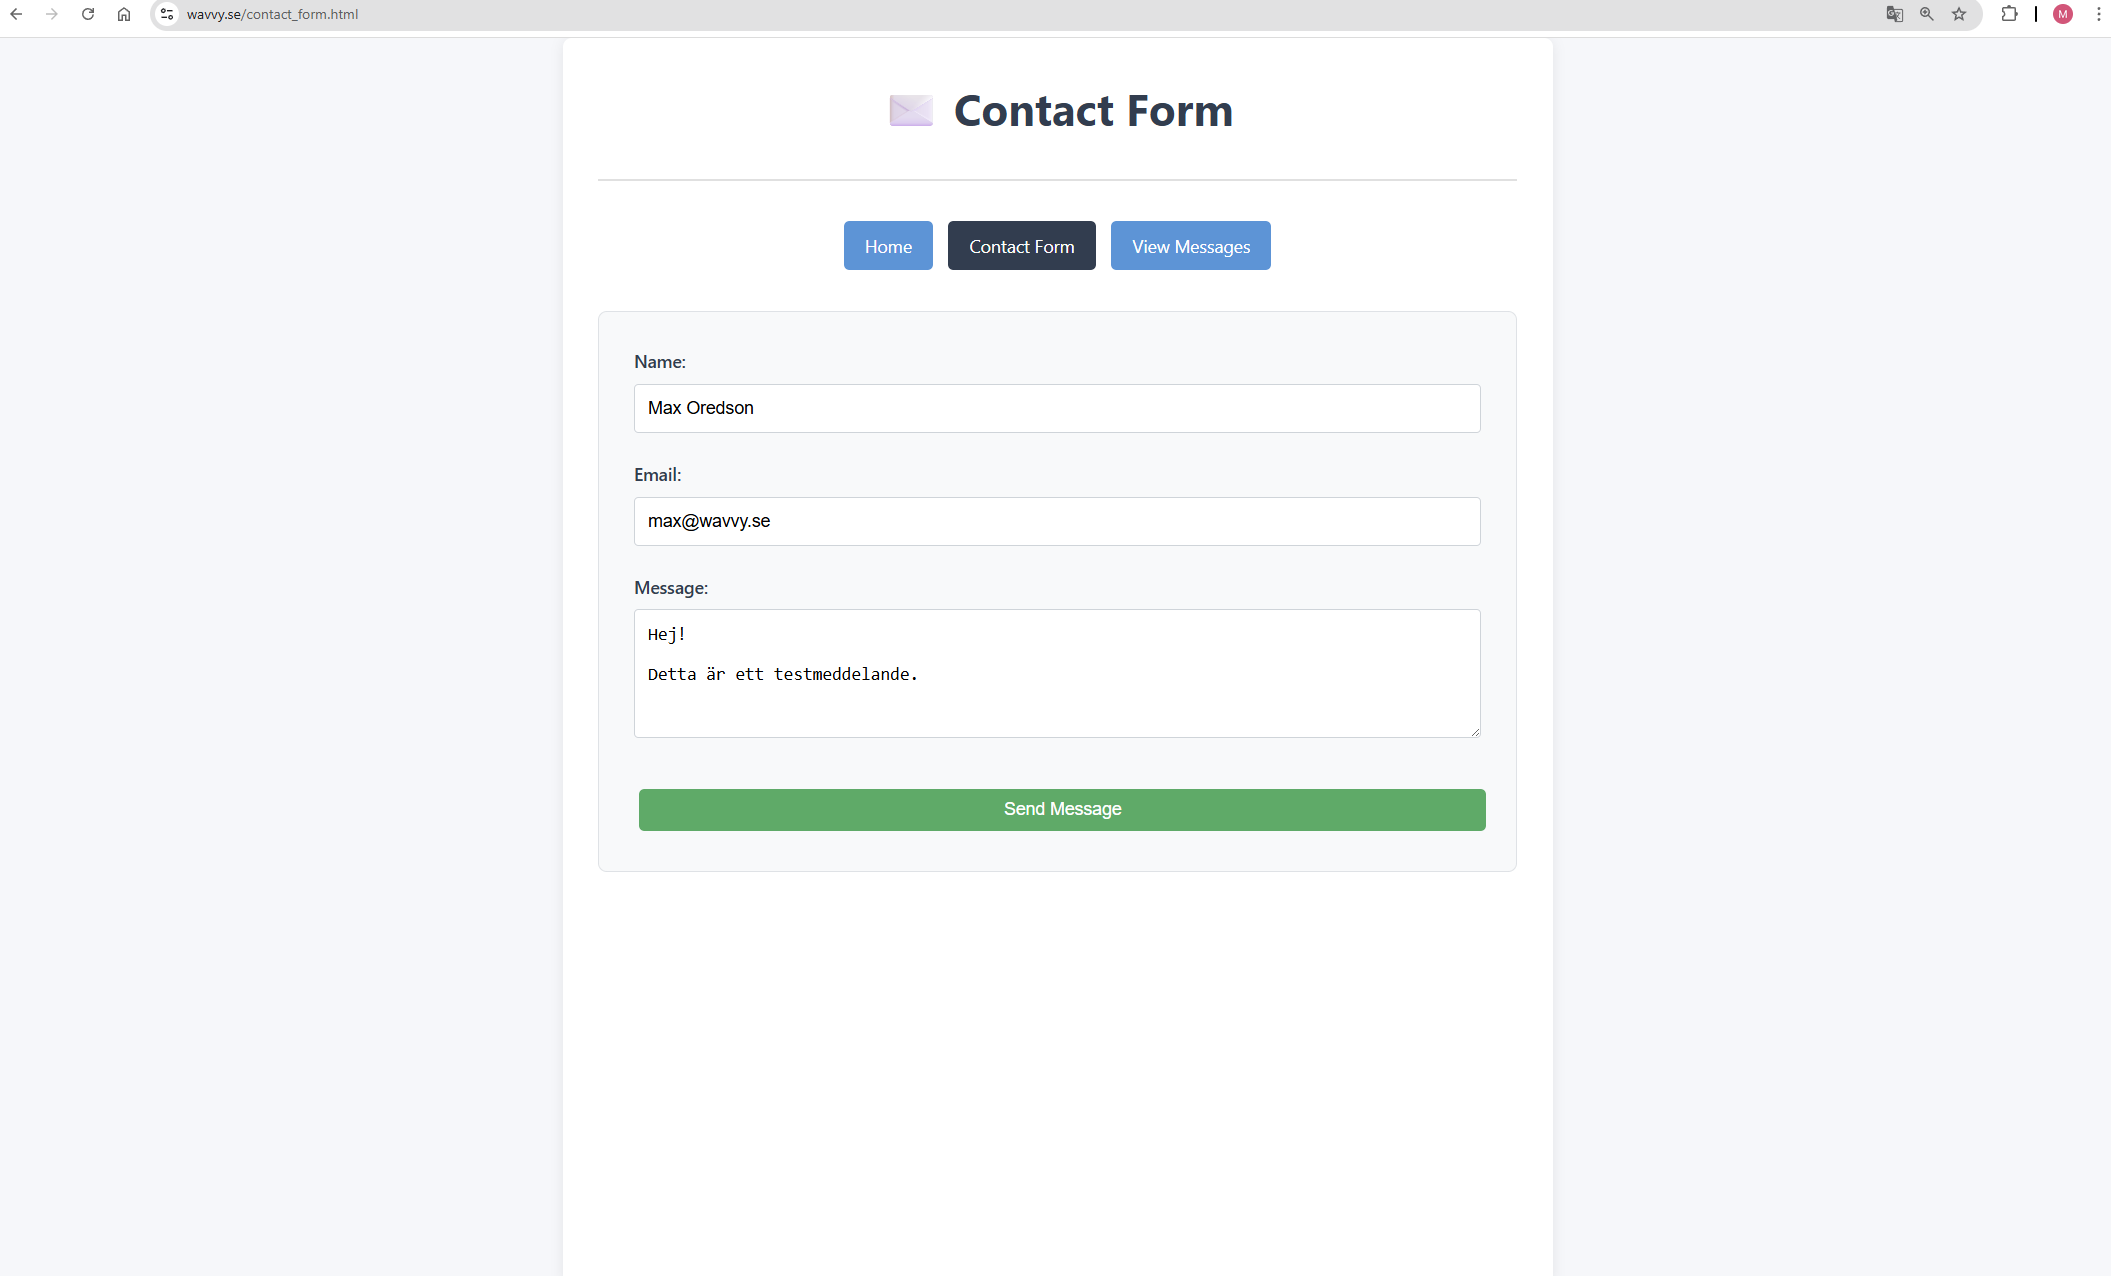 wavvy.se/contact_form.html
M
Contact Form
Home
Contact Form
View Messages
Name:
Max Oredson
Email:
max@wavvy.se
Message:
Hej!
Detta är ett testmeddelande.
Send Message